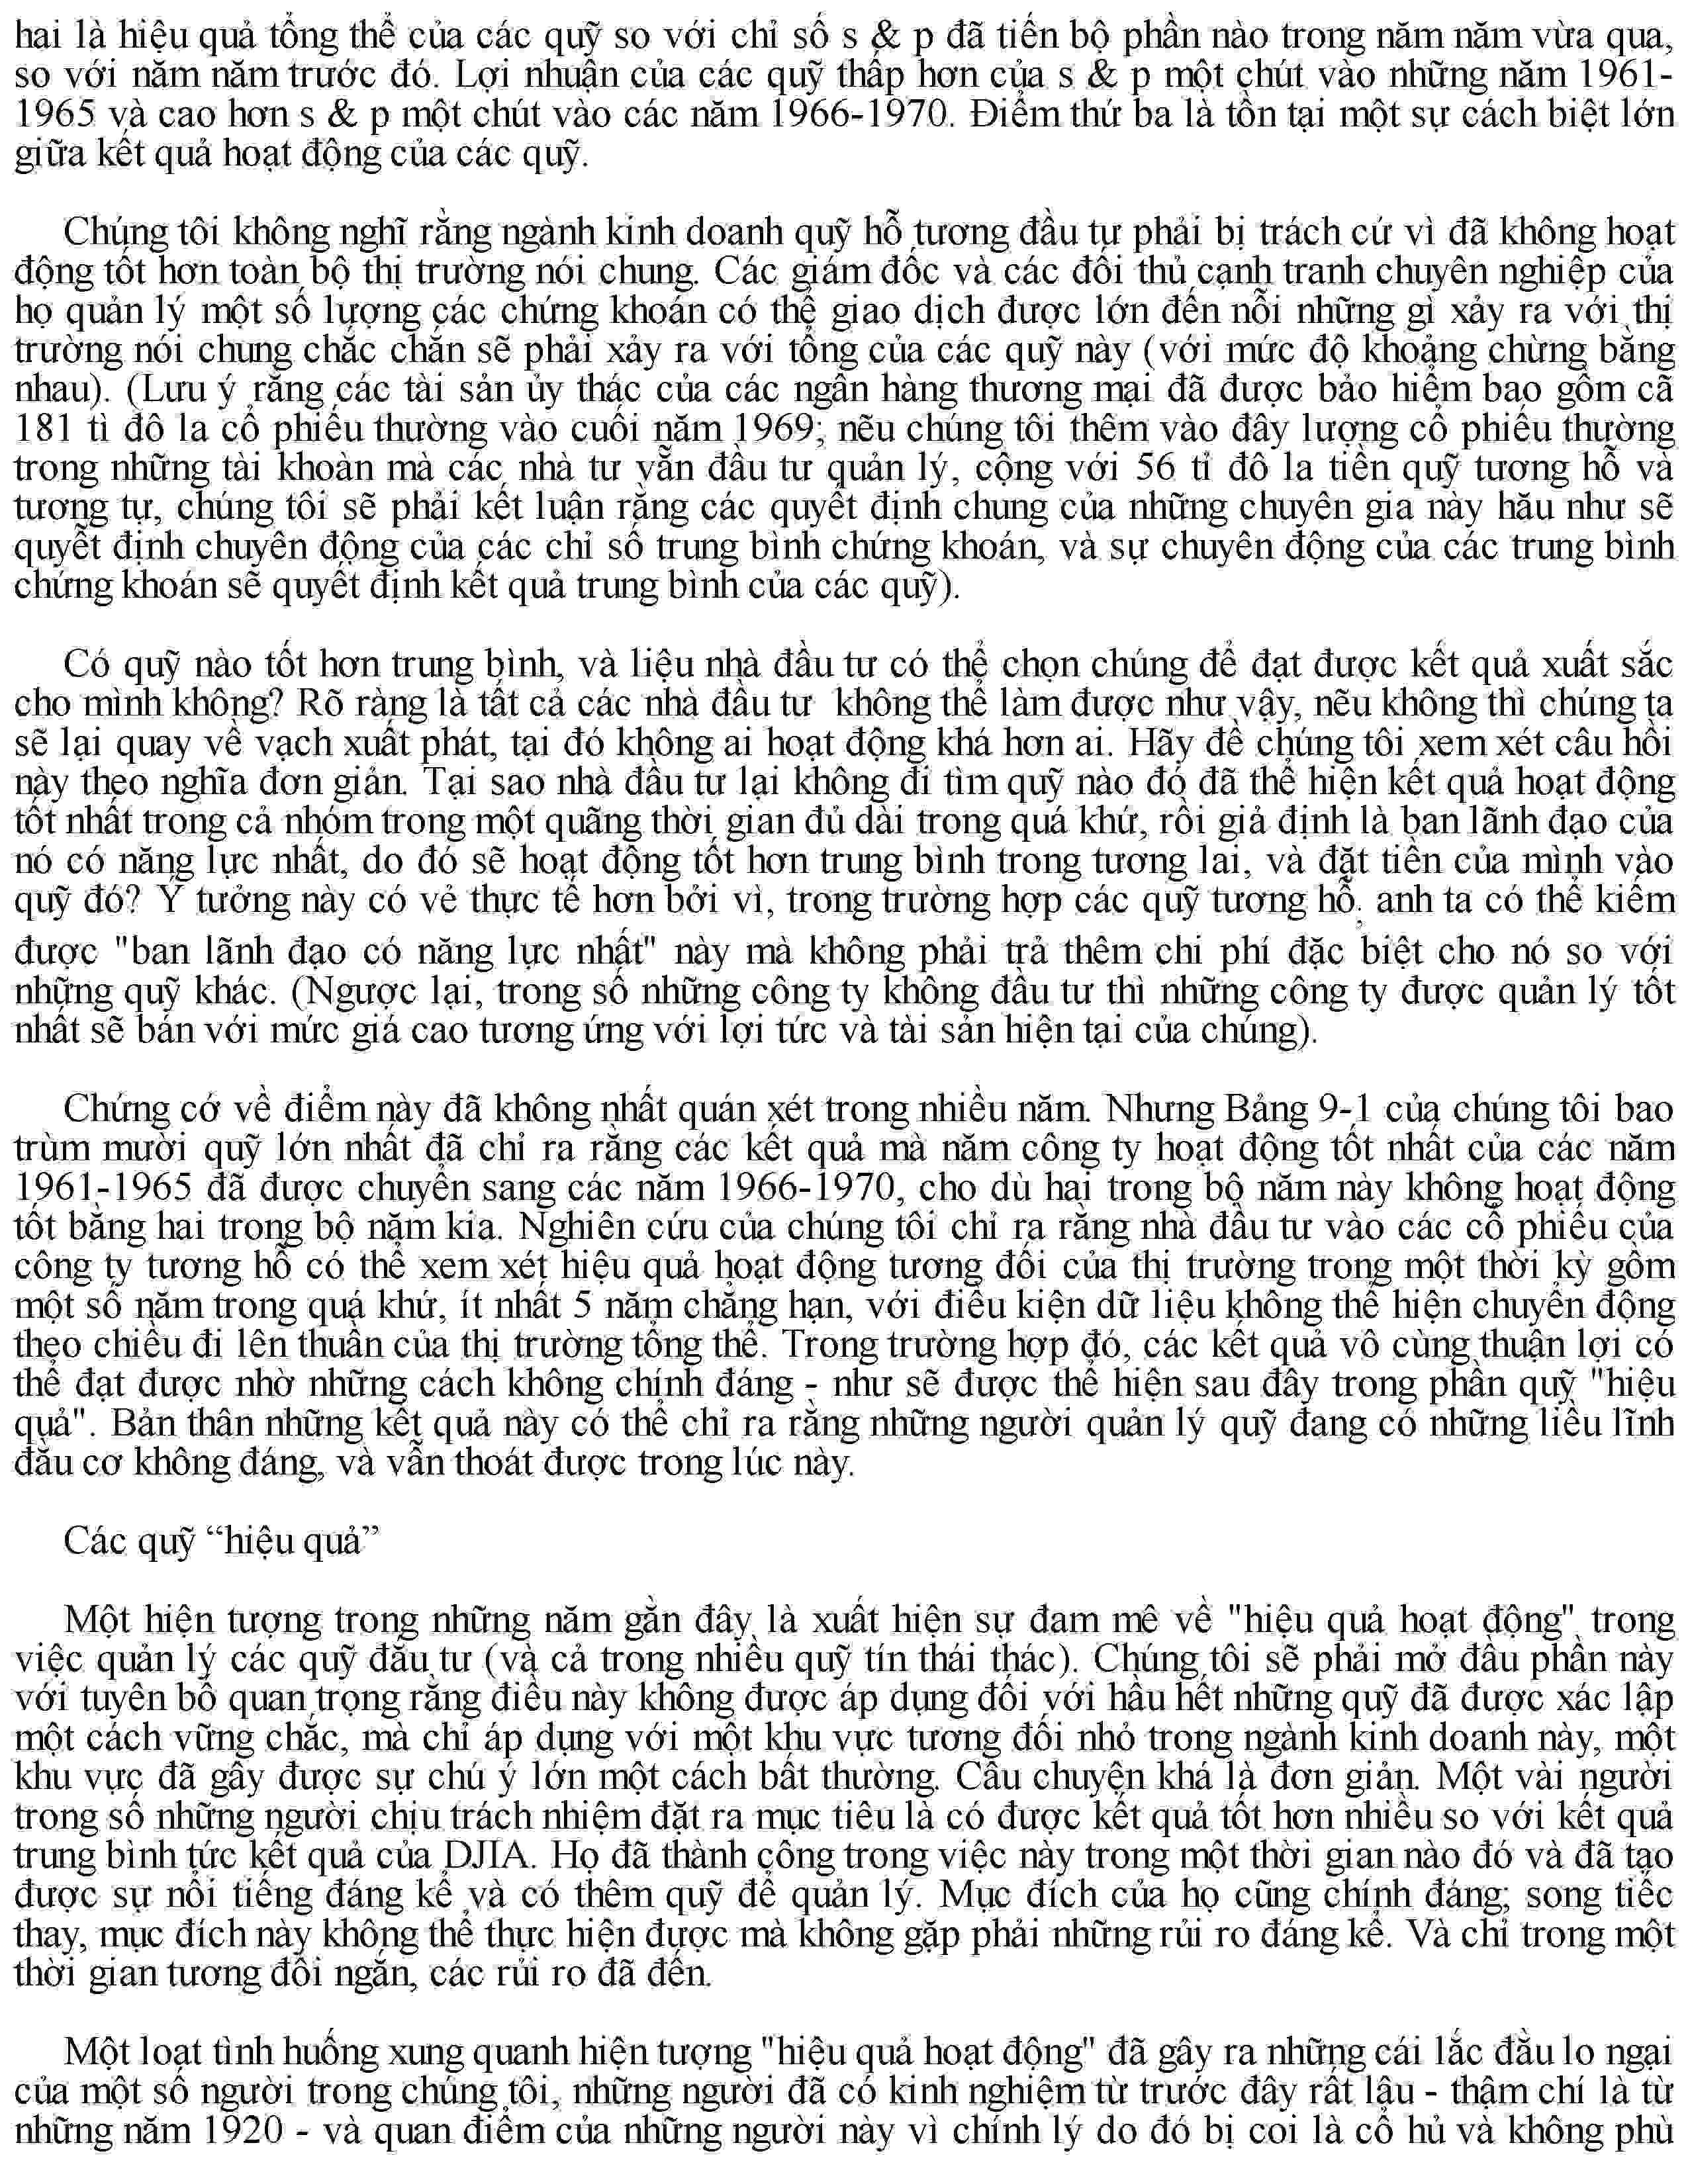 hai là hiệu quả tổng thể của các quỹ so với chỉ số s & p đã tiến bộ phần nào trong năm năm vừa qua,
so với năm năm trước đó. Lợi nhuận của các quỹ thấp hơn của s & p một chút vào những năm 1961-
1965 và cao hơn s & p một chút vào các năm 1966-1970. Điểm thứ ba là tồn tại một sự cách biệt lớn
giữa kết quả hoạt động của các quỹ.
Chúng tôi không nghĩ rằng ngành kinh doanh quỹ hỗ tương đầu tư phải bị trách cứ vì đã không hoạt
động tốt hơn toàn bộ thị trường nói chung. Các giám đốc và các đối thủ cạnh tranh chuyên nghiệp của
họ quản lý một số lượng các chứng khoán có thể giao dịch được lớn đến nỗi những gì xảy ra với thị
trường nói chung chắc chắn sẽ phải xảy ra với tổng của các quỹ này (với mức độ khoảng chừng bằng
nhau). (Lưu ý rằng các tài sản ủy thác của các ngân hàng thương mại đã được bảo hiểm bao gồm cã
181 tì đô la cổ phiếu thường vào cuối năm 1969; nẽu chúng tôi thêm vào đây lượng cổ phiếu thường
trong những tài khoàn mà các nhà tư vẫn đầu tư quản lý, cộng với 56 tỉ đô la tiền quỹ tương hỗ và
tương tự, chúng tôi sẽ phải kết luận rằng các quyết định chung của những chuyên gia này hău như sẽ
quyễt định chuyên động của các chỉ số trung bình chứng khoán, và sự chuyên động của các trung bình
chứng khoán sẽ quyết định kết quả trung bình của các quỹ).
Có quỹ nào tốt hơn trung bình, và liệu nhà đầu tư có thể chọn chúng để đạt được kết quả xuất sắc
cho mình không? Rõ ràng là tất cả các nhà đầu tư không thể làm được như vậy, nẽu không thì chúng ta
sẽ lại quay về vạch xuất phát, tại đó không ai hoạt động khá hơn ai. Hãy đề chúng tôi xem xét câu hồi
này theo nghĩa đơn giản. Tại sao nhà đầu tư lại không đi tìm quỹ nào đó đã thể hiện kết quả hoạt động
tốt nhất trong cả nhóm trong một quãng thời gian đủ dài trong quá khứ, rồi giả định là ban lãnh đạo của
nó có năng lực nhất, do đó sẽ hoạt động tốt hơn trung bình trong tương lai, và đặt tiền của mình vào
quỹ đó? Ý tưởng này có vẻ thực tế hơn bởi vì, trong trường hợp các quỹ tương hỗ, anh ta có thể kiếm
được "ban lãnh đạo có năng lực nhất" này mà không phải trả thêm chi phí đặc biệt cho nó so với
những quỹ khác. (Ngược lại, trong số những công ty không đầu tư thì những công ty được quản lý tốt
nhất sẽ bán với mức giá cao tương ứng với lợi tức và tài sản hiện tại của chúng).
Chứng cớ về điểm này đã không nhất quán xét trong nhiều năm. Nhưng Bảng 9-1 của chúng tôi bao
trùm mười quỹ lớn nhất đã chỉ ra rằng các kết quả mà năm công ty hoạt động tốt nhất của các năm
1961-1965 đã được chuyển sang các năm 1966-1970, cho dù hai trong bộ năm này không hoạt động
tốt bằng hai trong bộ năm kia. Nghiên cứu của chúng tôi chỉ ra rằng nhà đầu tư vào các cổ phiếu của
công ty tương hỗ có thể xem xét hiệu quả hoạt động tương đối của thị trường trong một thời kỳ gồm
một số năm trong quá khứ, ít nhất 5 năm chẳng hạn, với điều kiện dữ liệu không thể hiện chuyển động
theo chiều đi lên thuần của thị trường tổng thể. Trong trường hợp đó, các kết quả vô cùng thuận lợi có
thể đạt được nhờ những cách không chính đáng - như sẽ được thể hiện sau đây trong phần quỹ "hiệu
quả". Bản thân những kết quả này có thể chỉ ra rằng những người quản lý quỹ đang có những liều lĩnh
đầu cơ không đáng, và vẫn thoát được trong lúc này.
Các quỹ “hiệu quả”
Một hiện tượng trong những năm gần đây là xuất hiện sự đam mê về "hiệu quả hoạt động" trong
việc quản lý các quỹ đầu tư (và cả trong nhiều quỹ tín thái thác). Chúng tôi sẽ phải mở đầu phần này
với tuyên bố quan trọng rằng điều này không được áp dụng đối với hầu hết những quỹ đã được xác lập
một cách vững chắc, mà chỉ áp dụng với một khu vực tương đối nhỏ trong ngành kinh doanh này, một
khu vực đã gây được sự chú ý lớn một cách bất thường. Câu chuyện khá là đơn giản. Một vài người
trong số những người chịu trách nhiệm đặt ra mục tiêu là có được kết quả tốt hơn nhiều so với kết quả
trung bình tức kết quả của DJIA. Họ đã thành công trong việc này trong một thời gian nào đó và đã tạo
được sự nổi tiếng đáng kể và có thêm quỹ để quản lý. Mục đích của họ cũng chính đáng; song tiếc
thay, mục đích này không thể thực hiện được mà không gặp phải những rủi ro đáng kể. Và chỉ trong một
thời gian tương đối ngắn, các rủi ro đã đến.
Một loạt tình huống xung quanh hiện tượng "hiệu quả hoạt động" đã gây ra những cái lắc đầu lo ngại
của một số người trong chúng tôi, những người đã có kinh nghiệm từ trước đây rất lâu - thậm chí là từ
những năm 1920 - và quan điểm của những người này vì chính lý do đó bị coi là cổ hủ và không phù